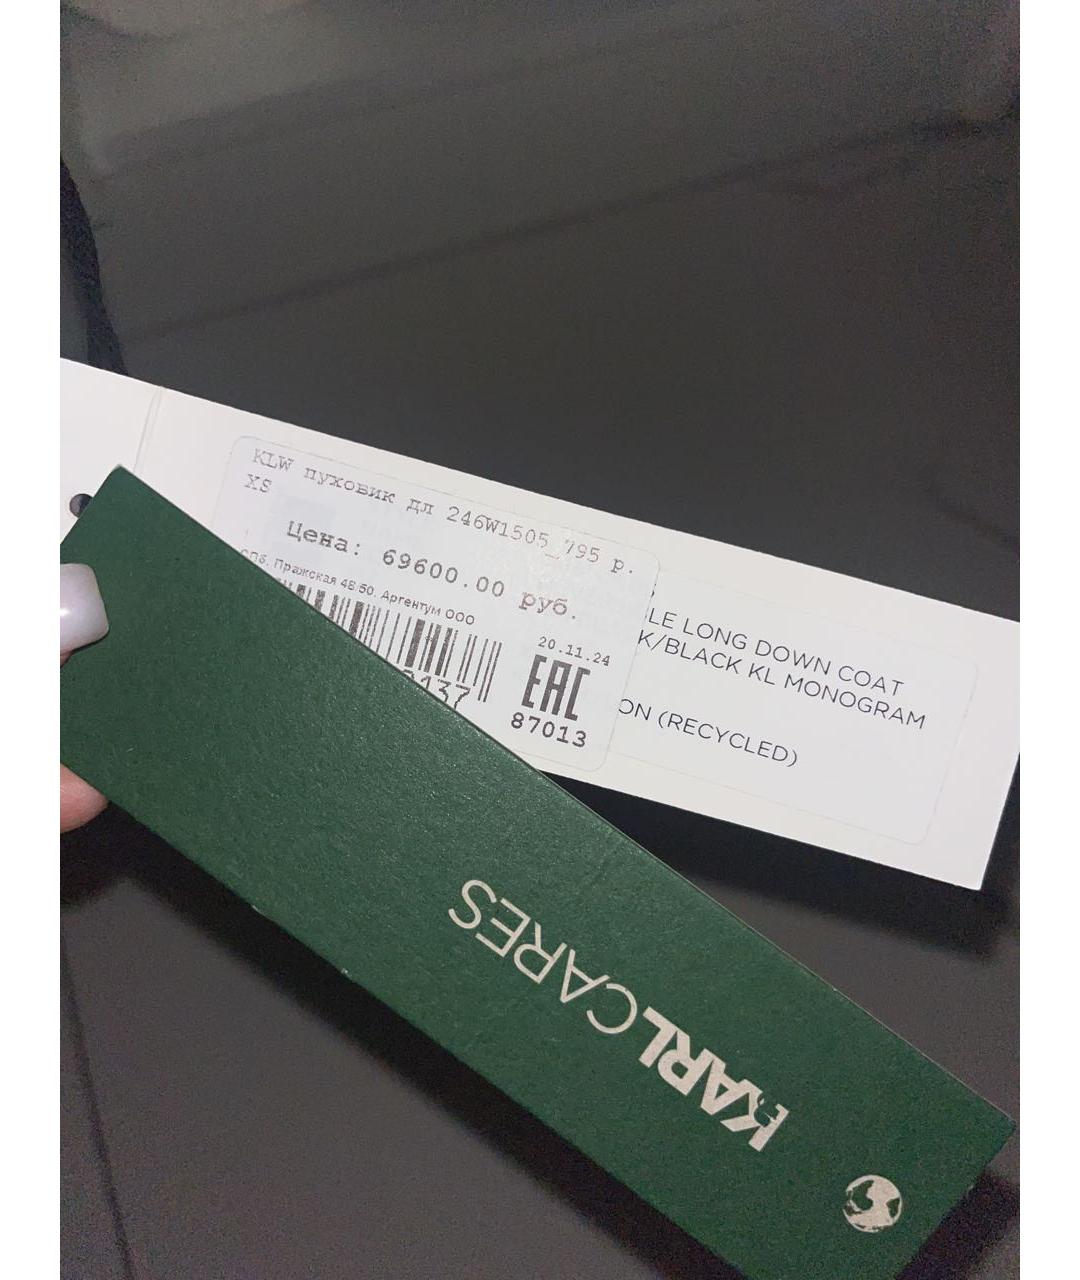 KLW пуховик дл 246W1505_795 р.
XS
Цена: 69600.00 руб.
СПб. Пражская 48/50. Аргентум ООО
137
20.11.24
EAC
87013
LE LONG DOWN COAT
K/BLACK KL MONOGRAM
ON (RECYCLED)
KARL CARES